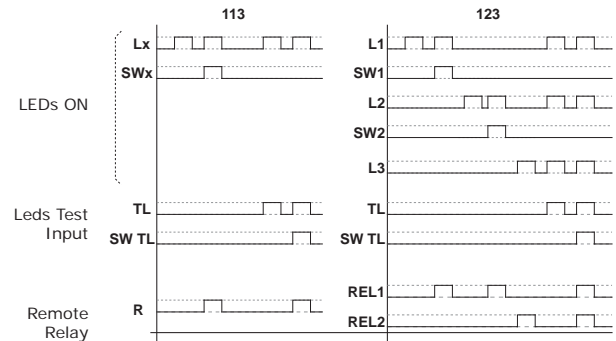 113
123
LEDs ON
Lx
SWx
L1
SW1
L2
SW2
L3
Leds Test
Input
TL
SW TL
TL
SW TL
Remote
Relay
R
REL1
REL2